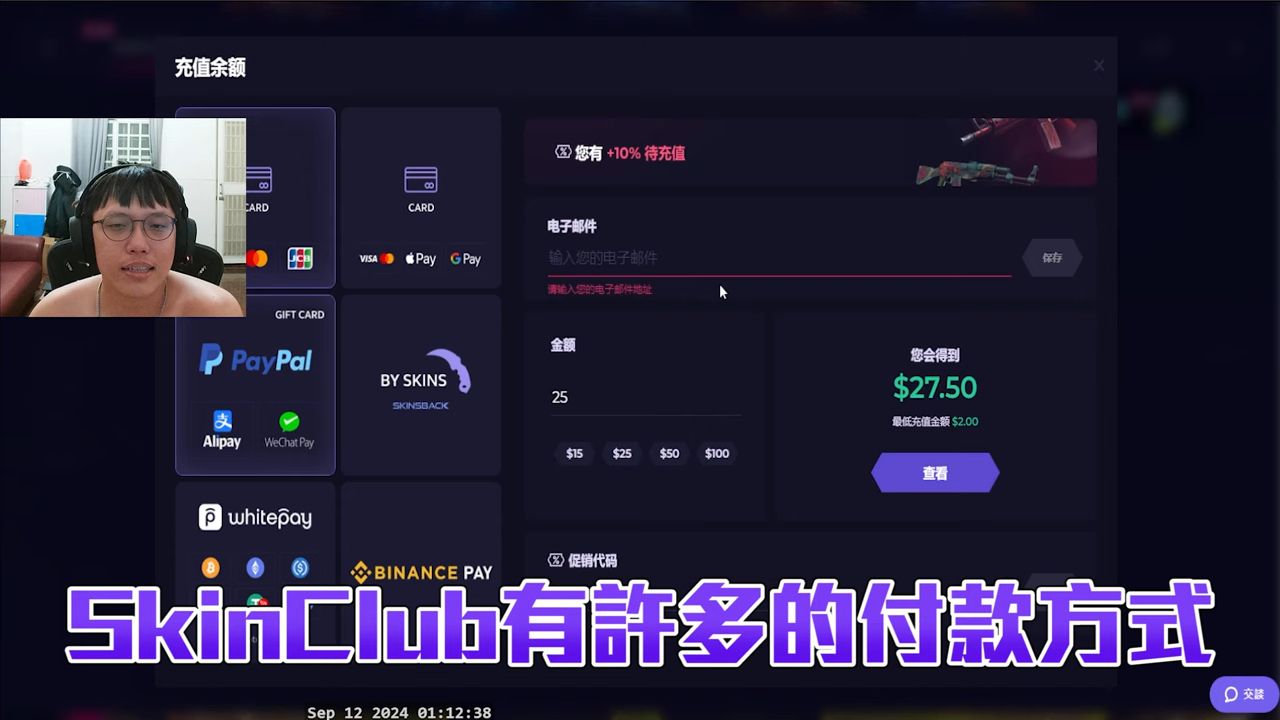 充值余额
CARD
JCB
CARD
VISA
Pay
G Pay
GIFT CARD
PayPal
Alipay
WeChat Pay
BY SKINS
SKINSBACK
whitepay
BINANCE PAY
您有 +10% 待充值
电子邮件
输入您的电子邮件
保存
请输入您的电子邮件地址
金额
25
$15
$25
$50
$100
您会得到
$27.50
最低充值金额 $2.00
查看
促销代码
SkinClub有許多的付款方式
交談
Sep 12 2024 01:12:38